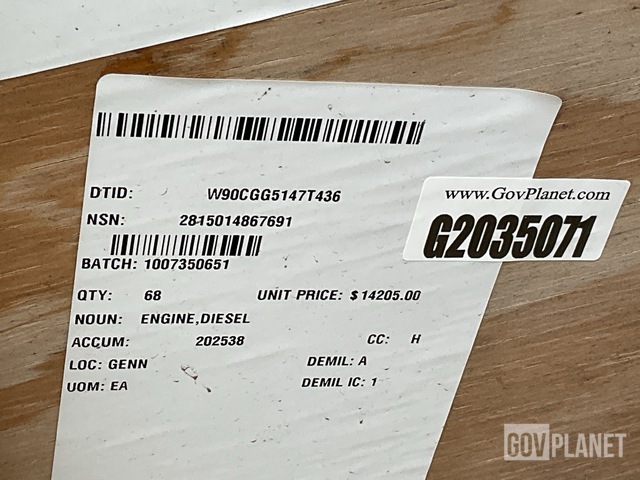 DTID: W90CGG5147T436
NSN: 2815014867691
www.GovPlanet.com
G2035071
BATCH: 1007350651
QTY: 68 UNIT PRICE: $ 14205.00
NOUN: ENGINE,DIESEL
ACCUM: 202538 CC: H
LOC: GENN DEMIL: A
UOM: EA DEMIL IC: 1
GOVPLANET